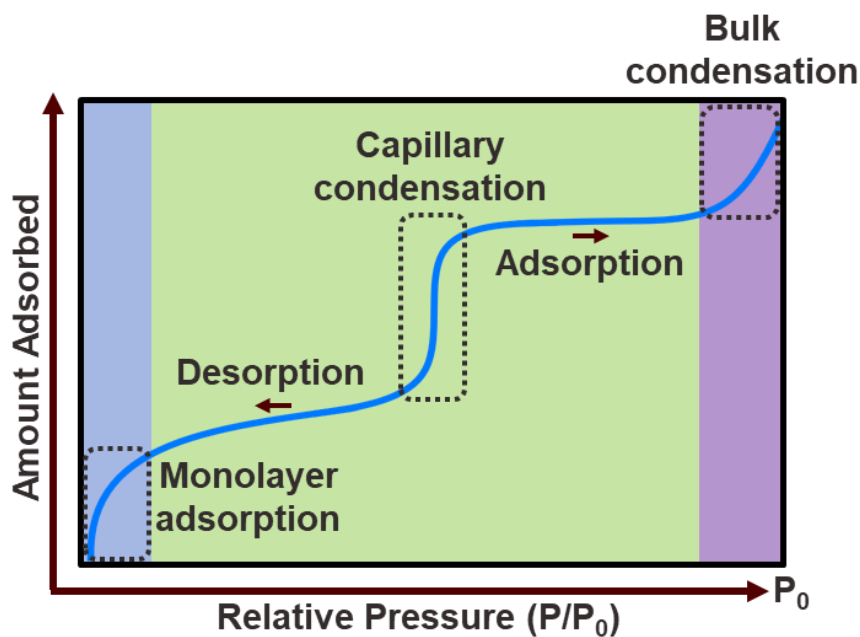 Bulk
condensation
Capillary
condensation
Adsorption
Desorption
Monolayer
adsorption
Amount Adsorbed
P₀
Relative Pressure (P/P₀)